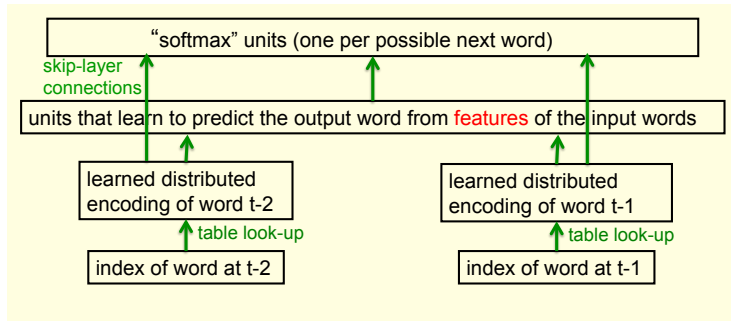 “softmax” units (one per possible next word)
skip-layer
connections
units that learn to predict the output word from features of the input words
learned distributed
encoding of word t-2
learned distributed
encoding of word t-1
table look-up
table look-up
index of word at t-2
index of word at t-1